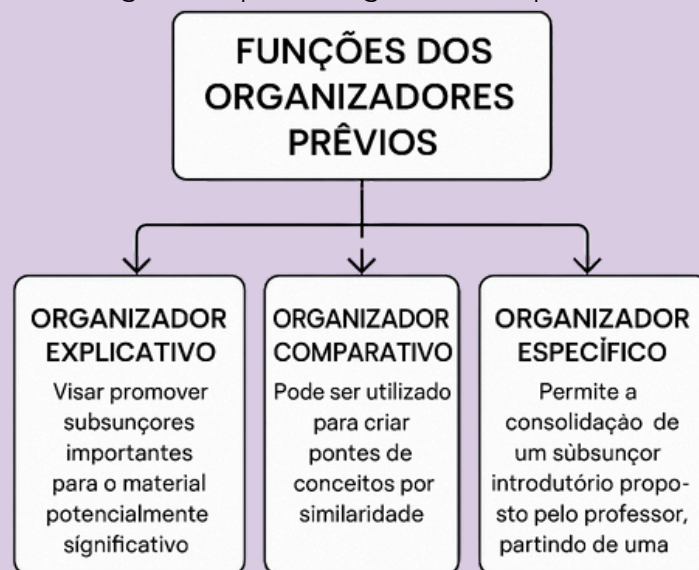 FUNÇÕES DOS
ORGANIZADORES
PRÊVIOS
ORGANIZADOR
EXPLICATIVO
Visar promover
subsunçores
importantes
para o material
potencialmente
sígnificativo
ORGANIZADOR
COMPARATIVO
Pode ser utilizado
para criar
pontes de
conceitos por
similaridade
ORGANIZADOR
ESPECÍFICO
Permite a
consolidaçào de
um sùbsunçor
introdutório propo-
sto pelo professor,
partindo de uma